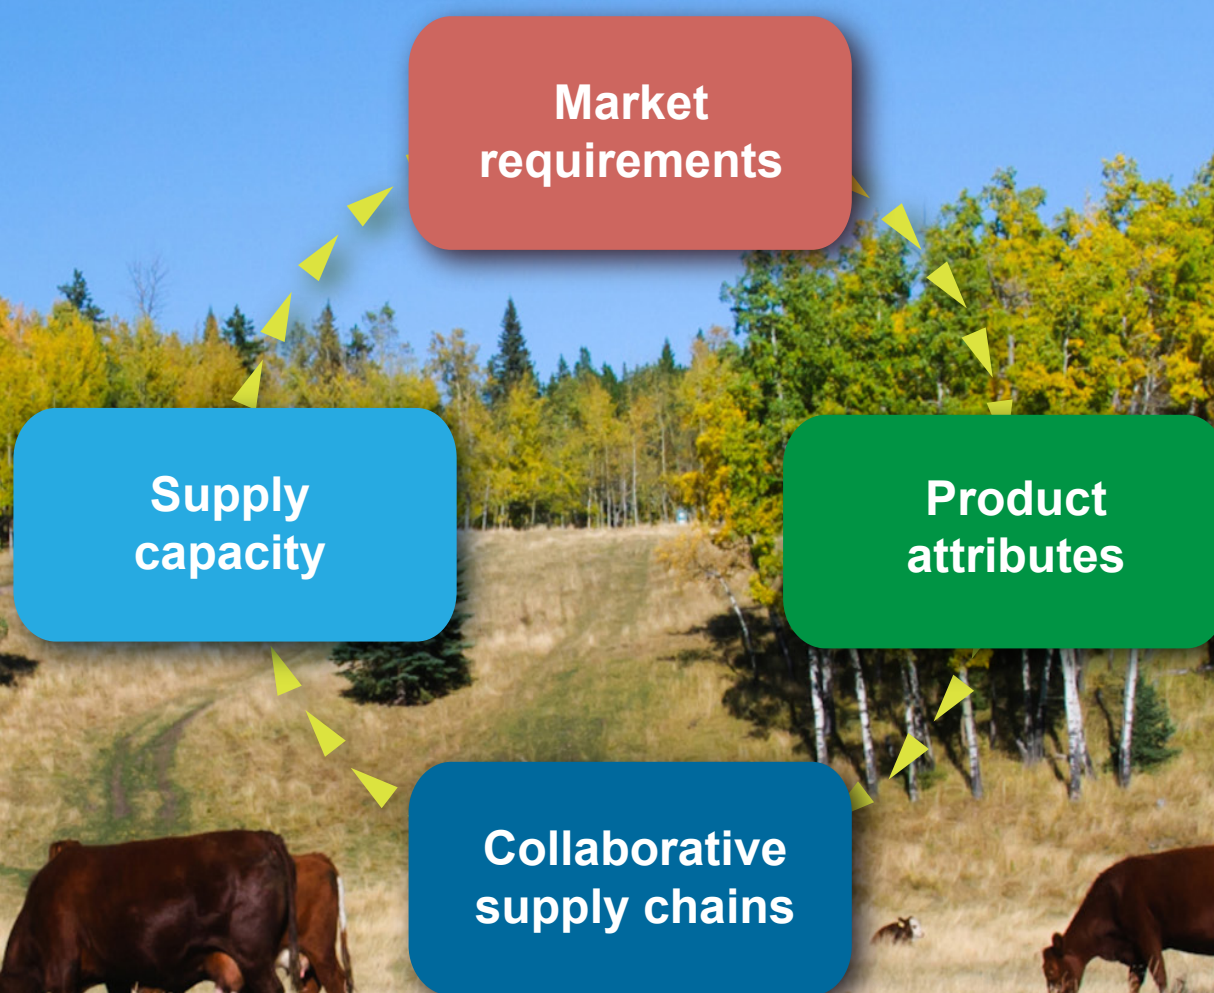 Market
requirements
Supply
capacity
Product
attributes
Collaborative
supply chains